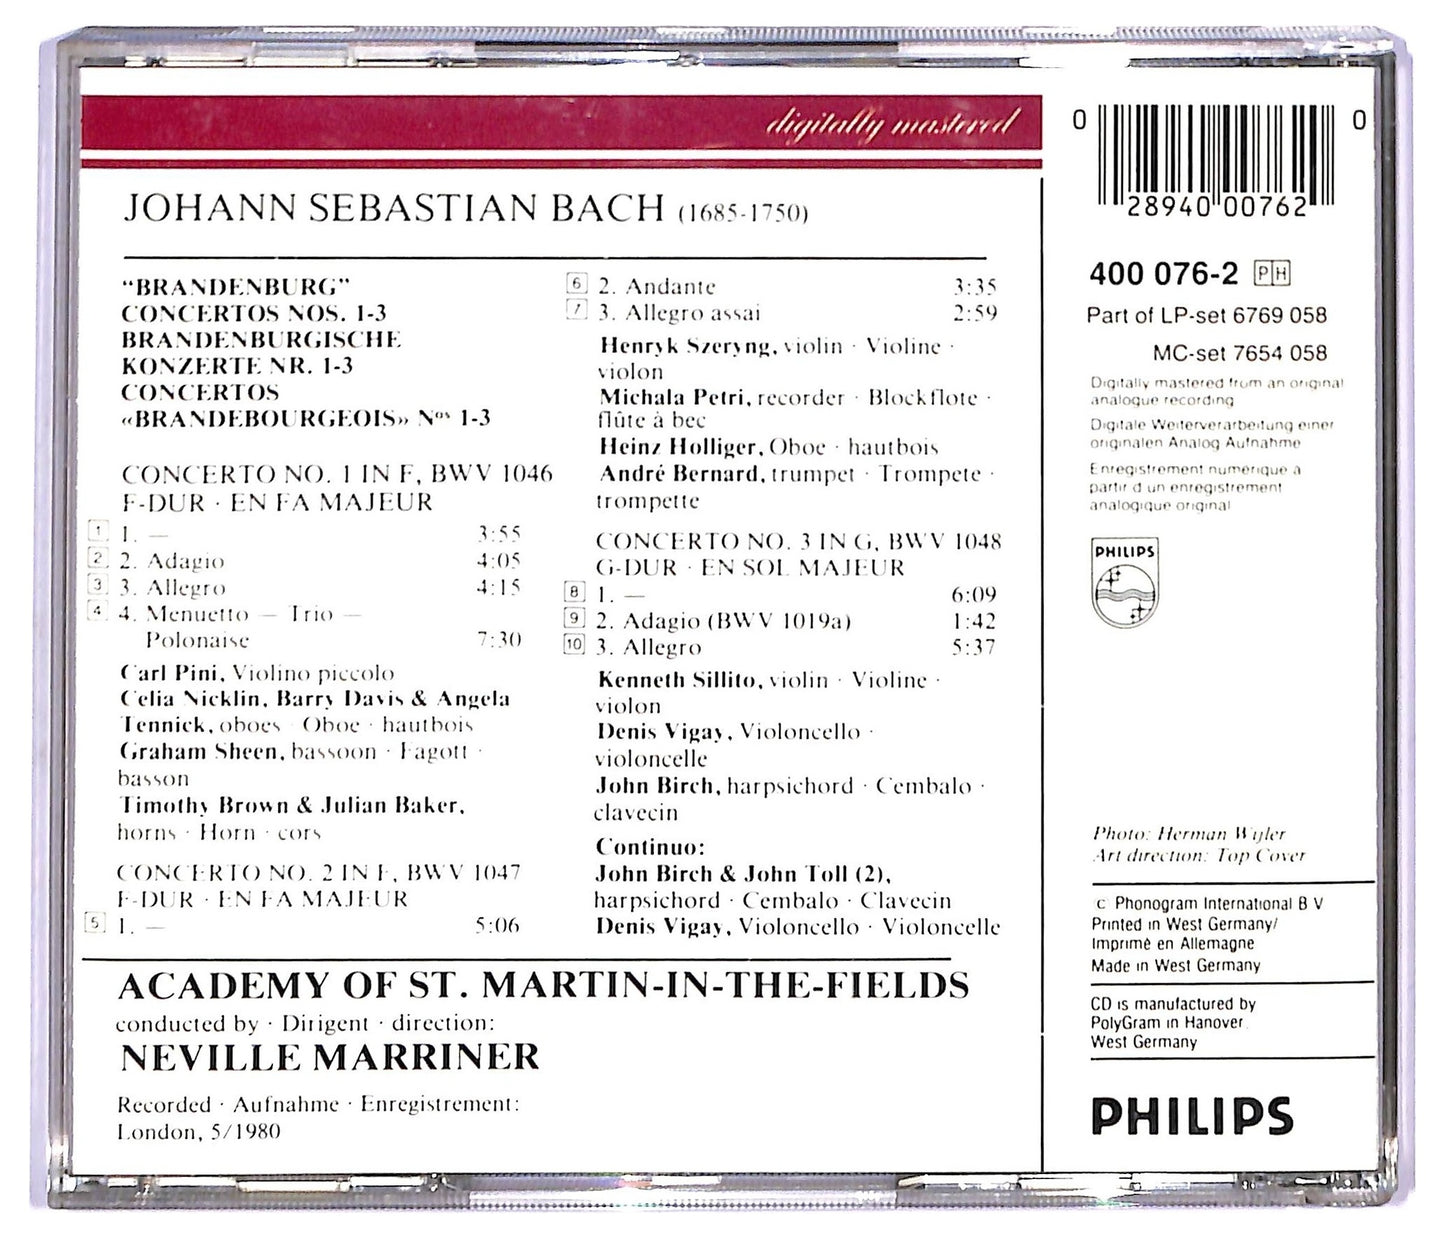 digitally mastered
JOHANN SEBASTIAN BACH (1685-1750)
"BRANDENBURG"
CONCERTOS NOS. 1-3
BRANDENBURGISCHE
KONZERTE NR. 1-3
CONCERTOS
«BRANDEBOURGEOIS» Nos 1-3
CONCERTO NO. 1 IN F, BWV 1046
F-DUR · EN FA MAJEUR
1 1. — 3:55
2 2. Adagio 4:05
3 3. Allegro 4:15
4 4. Menuetto — Trio —
Polonaise 7:30
Carl Pini, Violino piccolo
Celia Nicklin, Barry Davis & Angela
Tennick, oboes · Oboe · hautbois
Graham Sheen, bassoon · Fagott ·
basson
Timothy Brown & Julian Baker,
horns · Horn · cors
CONCERTO NO. 2 IN F, BWV 1047
F-DUR · EN FA MAJEUR
5 1. — 5:06
6 2. Andante 3:35
7 3. Allegro assai 2:59
Henryk Szeryng, violin · Violine ·
violon
Michala Petri, recorder · Blockflote ·
flûte à bec
Heinz Holliger, Oboe · hautbois
André Bernard, trumpet · Trompete ·
trompette
CONCERTO NO. 3 IN G, BWV 1048
G-DUR · EN SOL MAJEUR
8 1. — 6:09
9 2. Adagio (BWV 1019a) 1:42
10 3. Allegro 5:37
Kenneth Sillito, violin · Violine ·
violon
Denis Vigay, Violoncello ·
violoncelle
John Birch, harpsichord · Cembalo ·
clavecin
Continuo:
John Birch & John Toll (2),
harpsichord · Cembalo · Clavecin
Denis Vigay, Violoncello · Violoncelle
ACADEMY OF ST. MARTIN-IN-THE-FIELDS
conducted by · Dirigent · direction:
NEVILLE MARRINER
Recorded · Aufnahme · Enregistrement:
London, 5/1980
0 28940 00762 0
400 076-2 PH
Part of LP-set 6769 058
MC-set 7654 058
Digitally mastered from an original
analogue recording
Digitale Weiterverarbeitung einer
originalen Analog Aufnahme
Enregistrement numérique à
partir d un enregistrement
analogique original
PHILIPS
Photo: Herman Wijler
Art direction: Top Cover
c Phonogram International B V
Printed in West Germany/
Imprimé en Allemagne
Made in West Germany
CD is manufactured by
PolyGram in Hanover
West Germany
PHILIPS